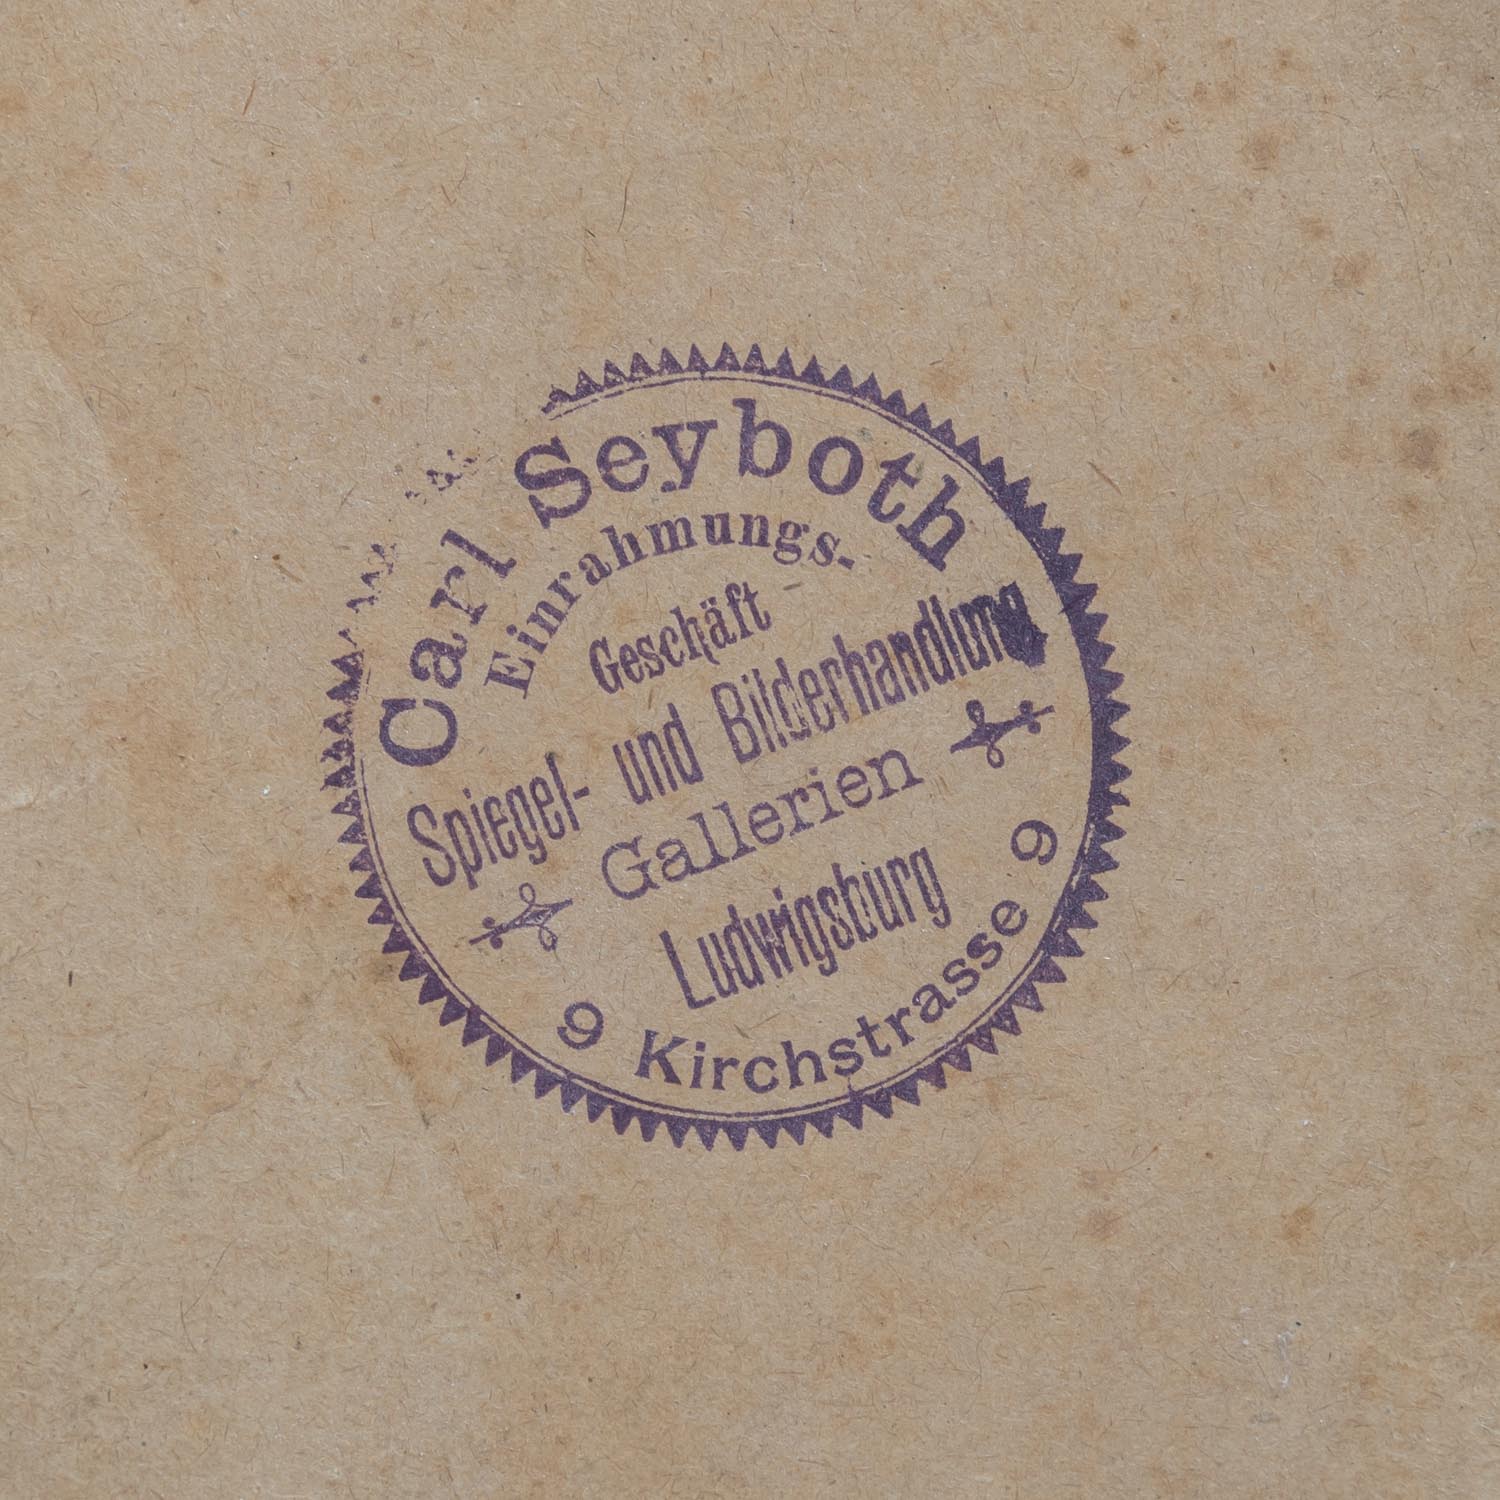 Carl Seyboth
Einrahmungs-
Geschäft
Spiegel- und Bilderhandlung
Gallerien
Ludwigsburg
9 Kirchstrasse 9